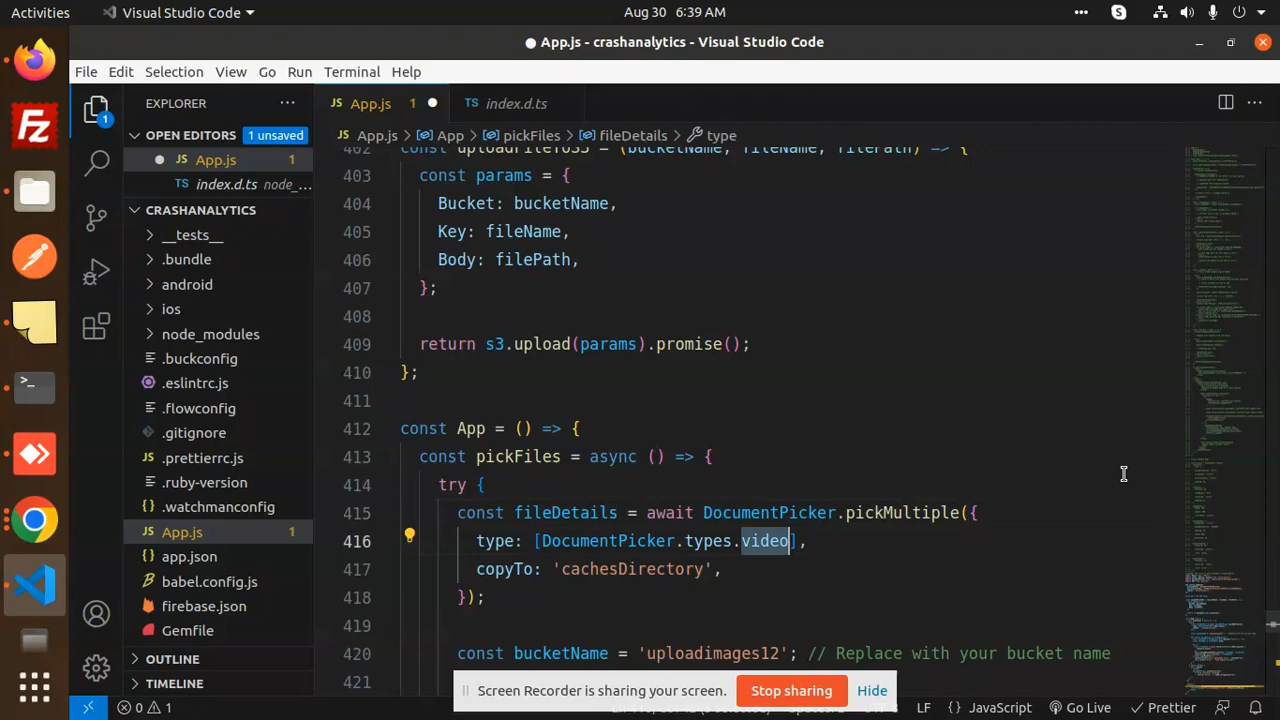 Activities Visual Studio Code Aug 30 6:39 AM
App.js - crashanalytics - Visual Studio Code
File Edit Selection View Go Run Terminal Help
EXPLORER
App.js 1
index.d.ts
OPEN EDITORS 1 unsaved
App.js 1
index.d.ts node_...
App.js > App > pickFiles > fileDetails > type
CRASHANALYTICS
__tests__
.bundle
android
ios
node_modules
.buckconfig
.eslintrc.js
.flowconfig
.gitignore
.prettierrc.js
.ruby-version
.watchmanconfig
App.js 1
app.json
babel.config.js
firebase.json
Gemfile
OUTLINE
TIMELINE
402 const uploadFileToS3 = (bucketName, fileName, filePath) => {
403 const params = {
404 Bucket: bucketName,
405 Key: fileName,
406 Body: filePath,
407 };
408
409 return s3.upload(params).promise();
410 };
411
412 const App = () => {
413 const pickFiles = async () => {
414 try
415 const fileDetails = await DocumentPicker.pickMultiple({
416 type: [DocumentPicker.types.video],
417 copyTo: 'cachesDirectory',
418 })
420 const bucketName = 'uploadimages12' // Replace with your bucket name
421
Screen Recorder is sharing your screen. Stop sharing Hide
0 1
LF JavaScript Go Live Prettier